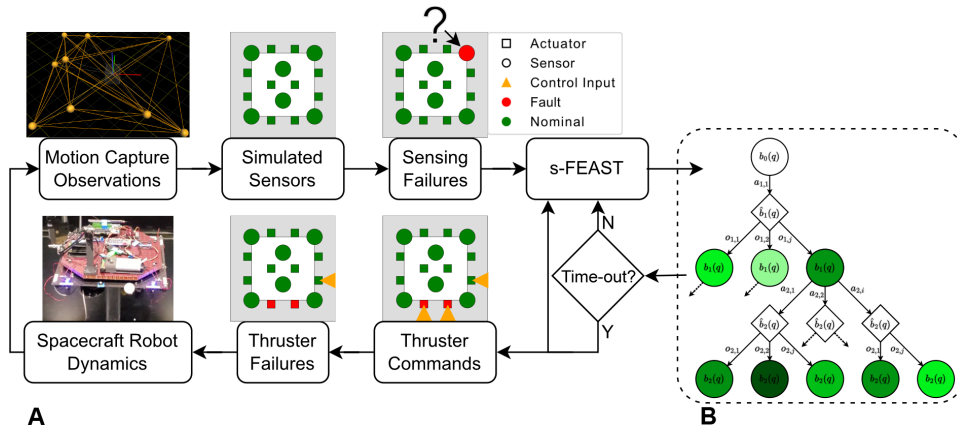 ?
Actuator
Sensor
Control Input
Fault
Nominal
Motion Capture
Observations
Simulated
Sensors
Sensing
Failures
s-FEAST
N
Time-out?
Y
Spacecraft Robot
Dynamics
Thruster
Failures
Thruster
Commands
A
b₀(q)
a₁,₁
b̂₁(q)
o₁,₁ o₁,₂ o₁,ⱼ
b₁(q) b₁(q) b₁(q)
a₂,₁ a₂,₂ a₂,ᵢ
b̂₂(q) b̂₂(q) b̂₂(q)
o₂,₁ o₂,₂ o₂,ⱼ o₂,₁ o₂,ⱼ
b₂(q) b₂(q) b₂(q) b₂(q) b₂(q)
B